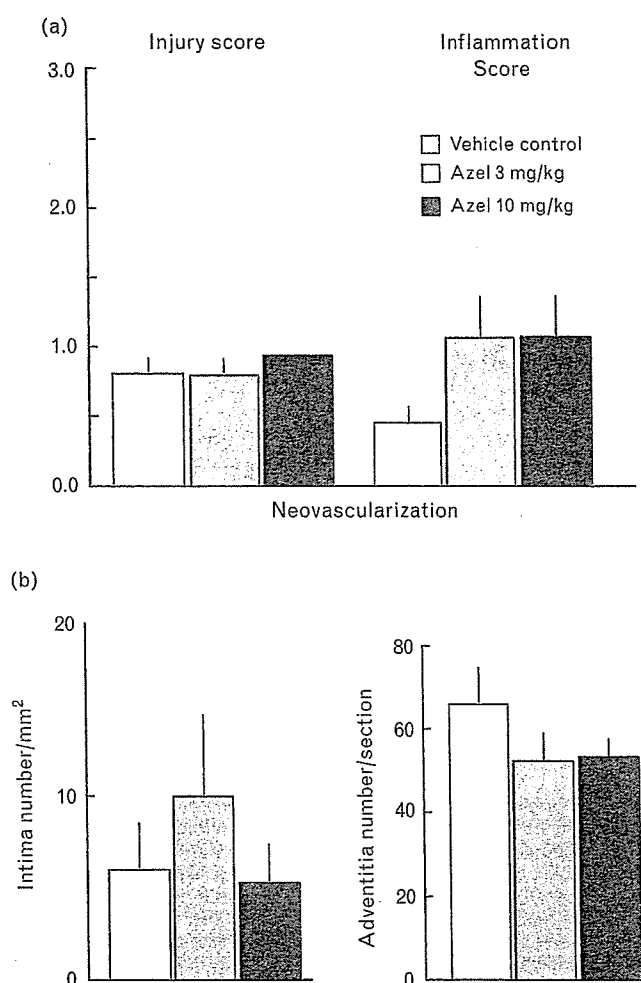 (a)
Injury score
Inflammation
Score
3.0
2.0
1.0
0.0
Vehicle control
Azel 3 mg/kg
Azel 10 mg/kg
Neovascularization
(b)
20
10
0
Intima number/mm²
80
60
40
20
0
Adventitia number/section